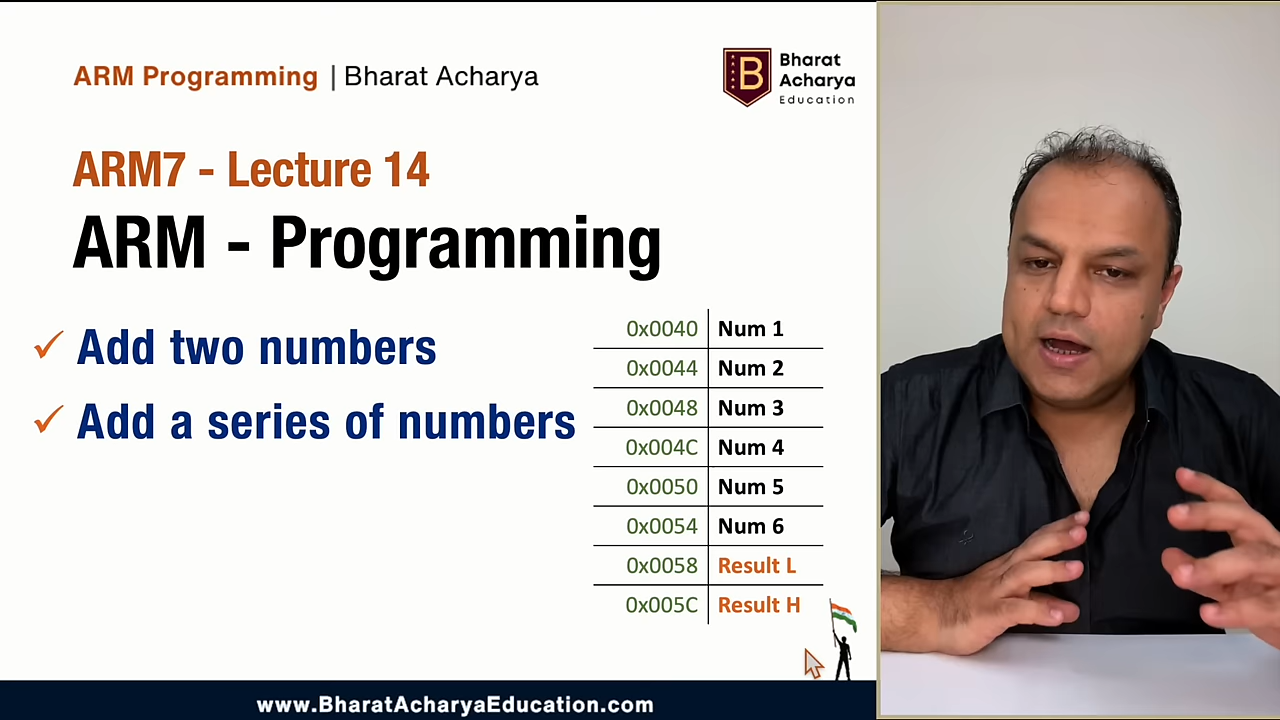 ARM Programming | Bharat Acharya
Bharat
Acharya
Education
B
ARM7 - Lecture 14
ARM - Programming
✓ Add two numbers
✓ Add a series of numbers
0x0040 Num 1
0x0044 Num 2
0x0048 Num 3
0x004C Num 4
0x0050 Num 5
0x0054 Num 6
0x0058 Result L
0x005C Result H
www.BharatAcharyaEducation.com